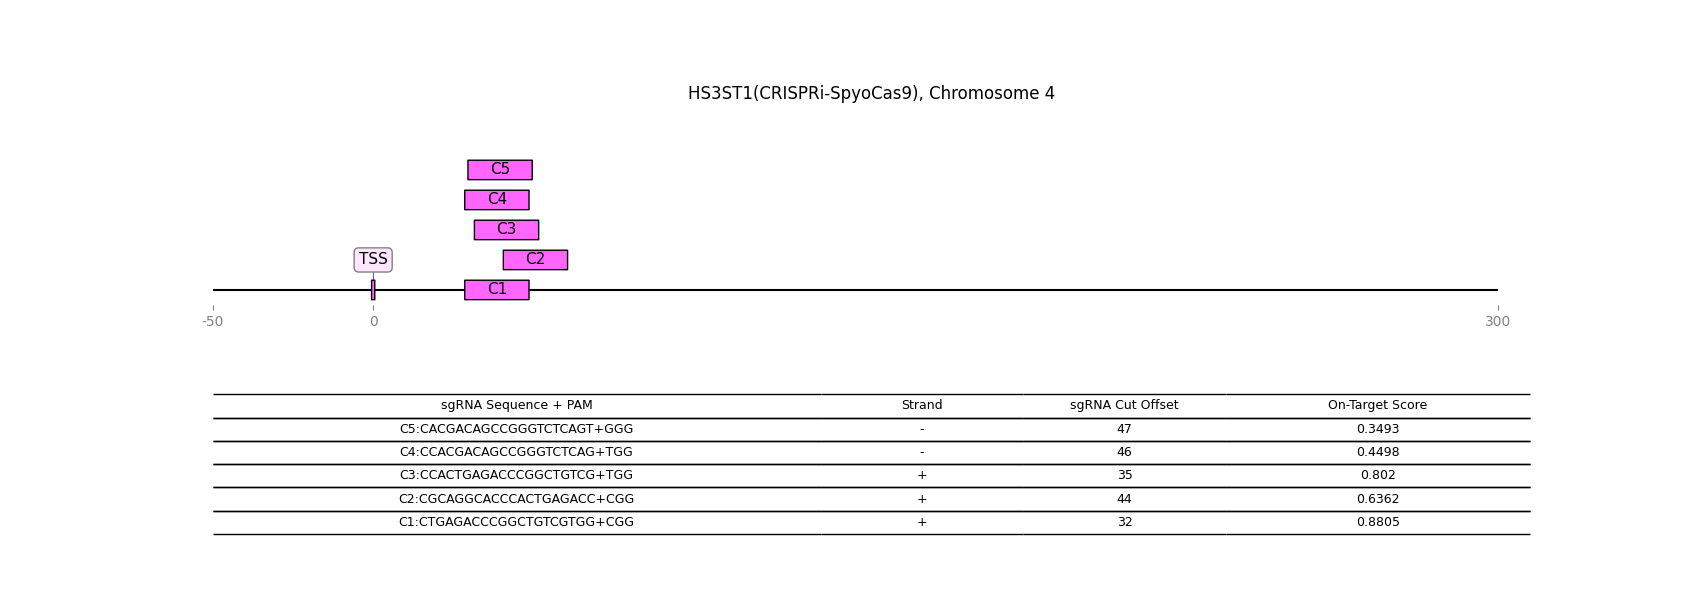 HS3ST1(CRISPRi-SpyoCas9), Chromosome 4
C5
C4
C3
TSS C2
C1
-50 0 300
sgRNA Sequence + PAM Strand sgRNA Cut Offset On-Target Score
C5:CACGACAGCCGGGTCTCAGT+GGG - 47 0.3493
C4:CCACGACAGCCGGGTCTCAG+TGG - 46 0.4498
C3:CCACTGAGACCCGGCTGTCG+TGG + 35 0.802
C2:CGCAGGCACCCACTGAGACC+CGG + 44 0.6362
C1:CTGAGACCCGGCTGTCGTGG+CGG + 32 0.8805